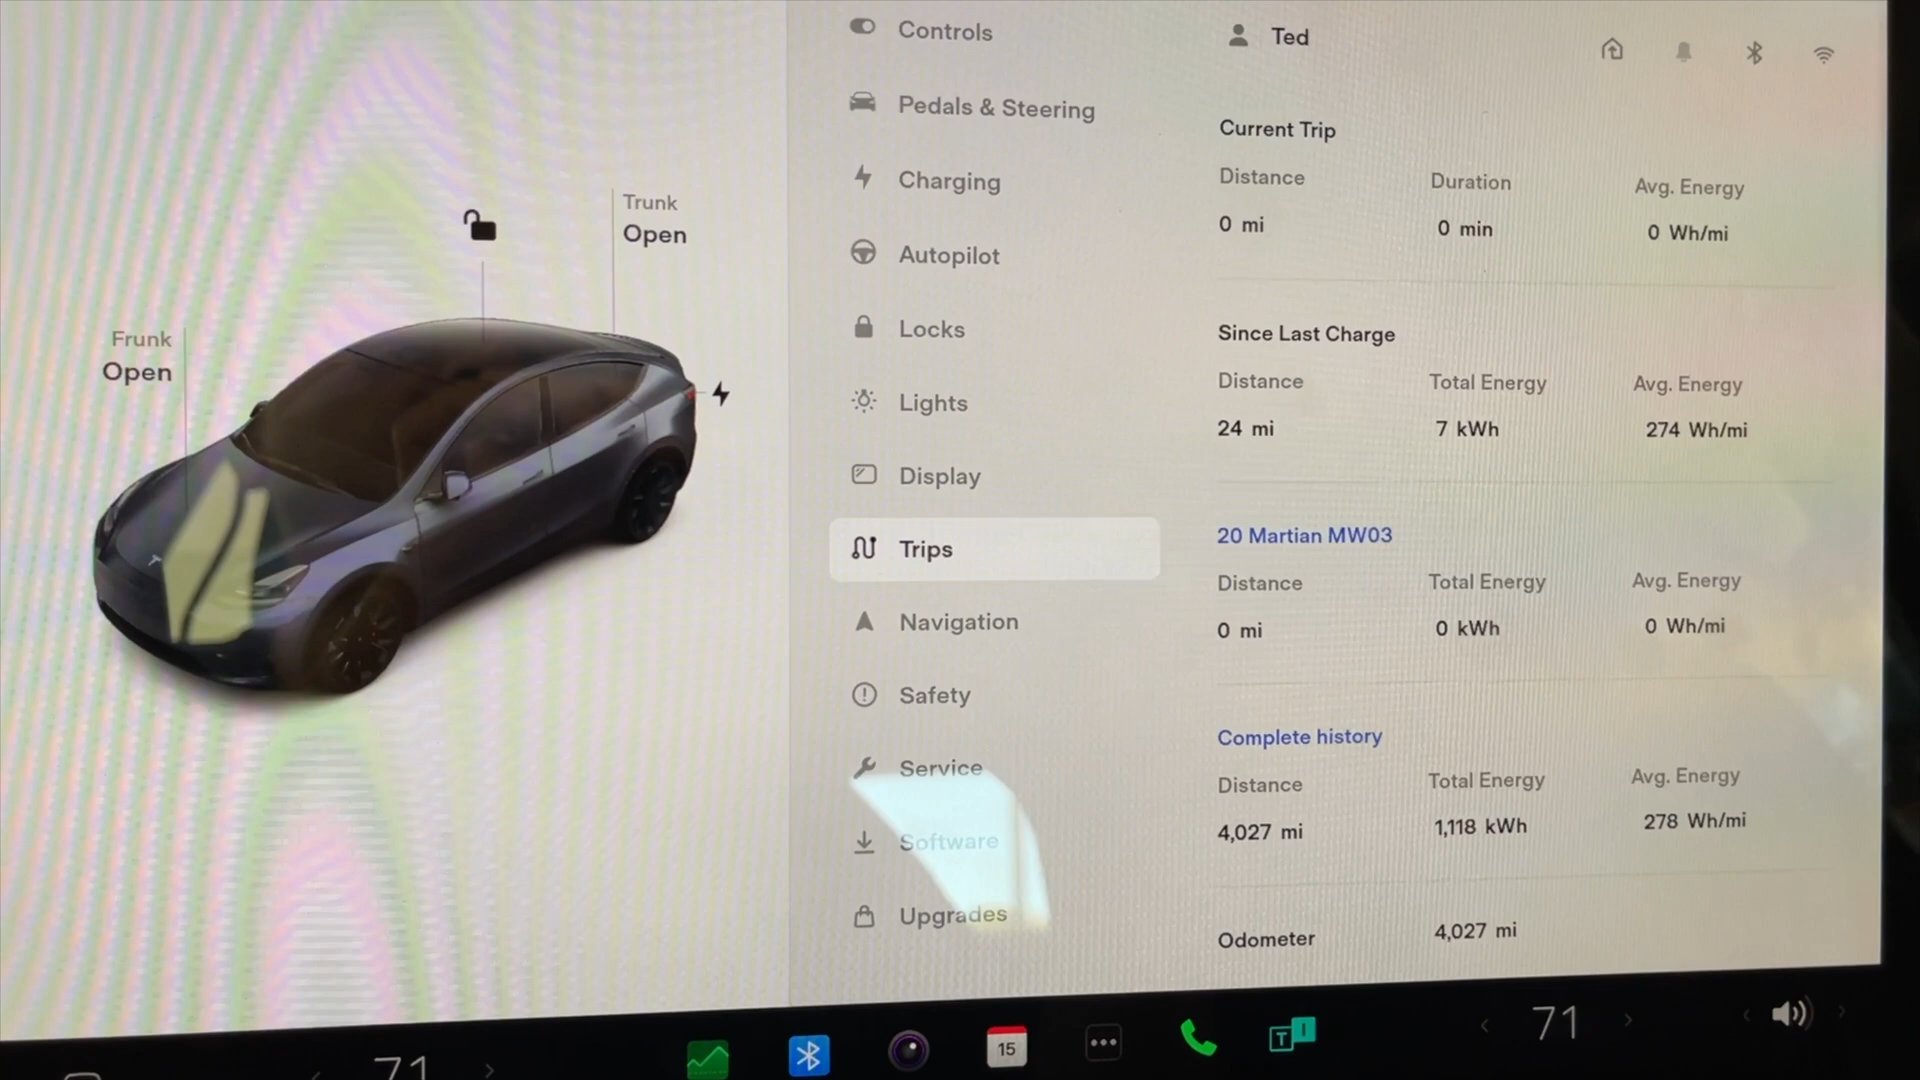 Trunk
Open
Frunk
Open
Controls
Pedals & Steering
Charging
Autopilot
Locks
Lights
Display
Trips
Navigation
Safety
Service
Software
Upgrades
Ted
Current Trip
Distance Duration Avg. Energy
0 mi 0 min 0 Wh/mi
Since Last Charge
Distance Total Energy Avg. Energy
24 mi 7 kWh 274 Wh/mi
20 Martian MW03
Distance Total Energy Avg. Energy
0 mi 0 kWh 0 Wh/mi
Complete history
Distance Total Energy Avg. Energy
4,027 mi 1,118 kWh 278 Wh/mi
Odometer 4,027 mi
71 15 T I 71